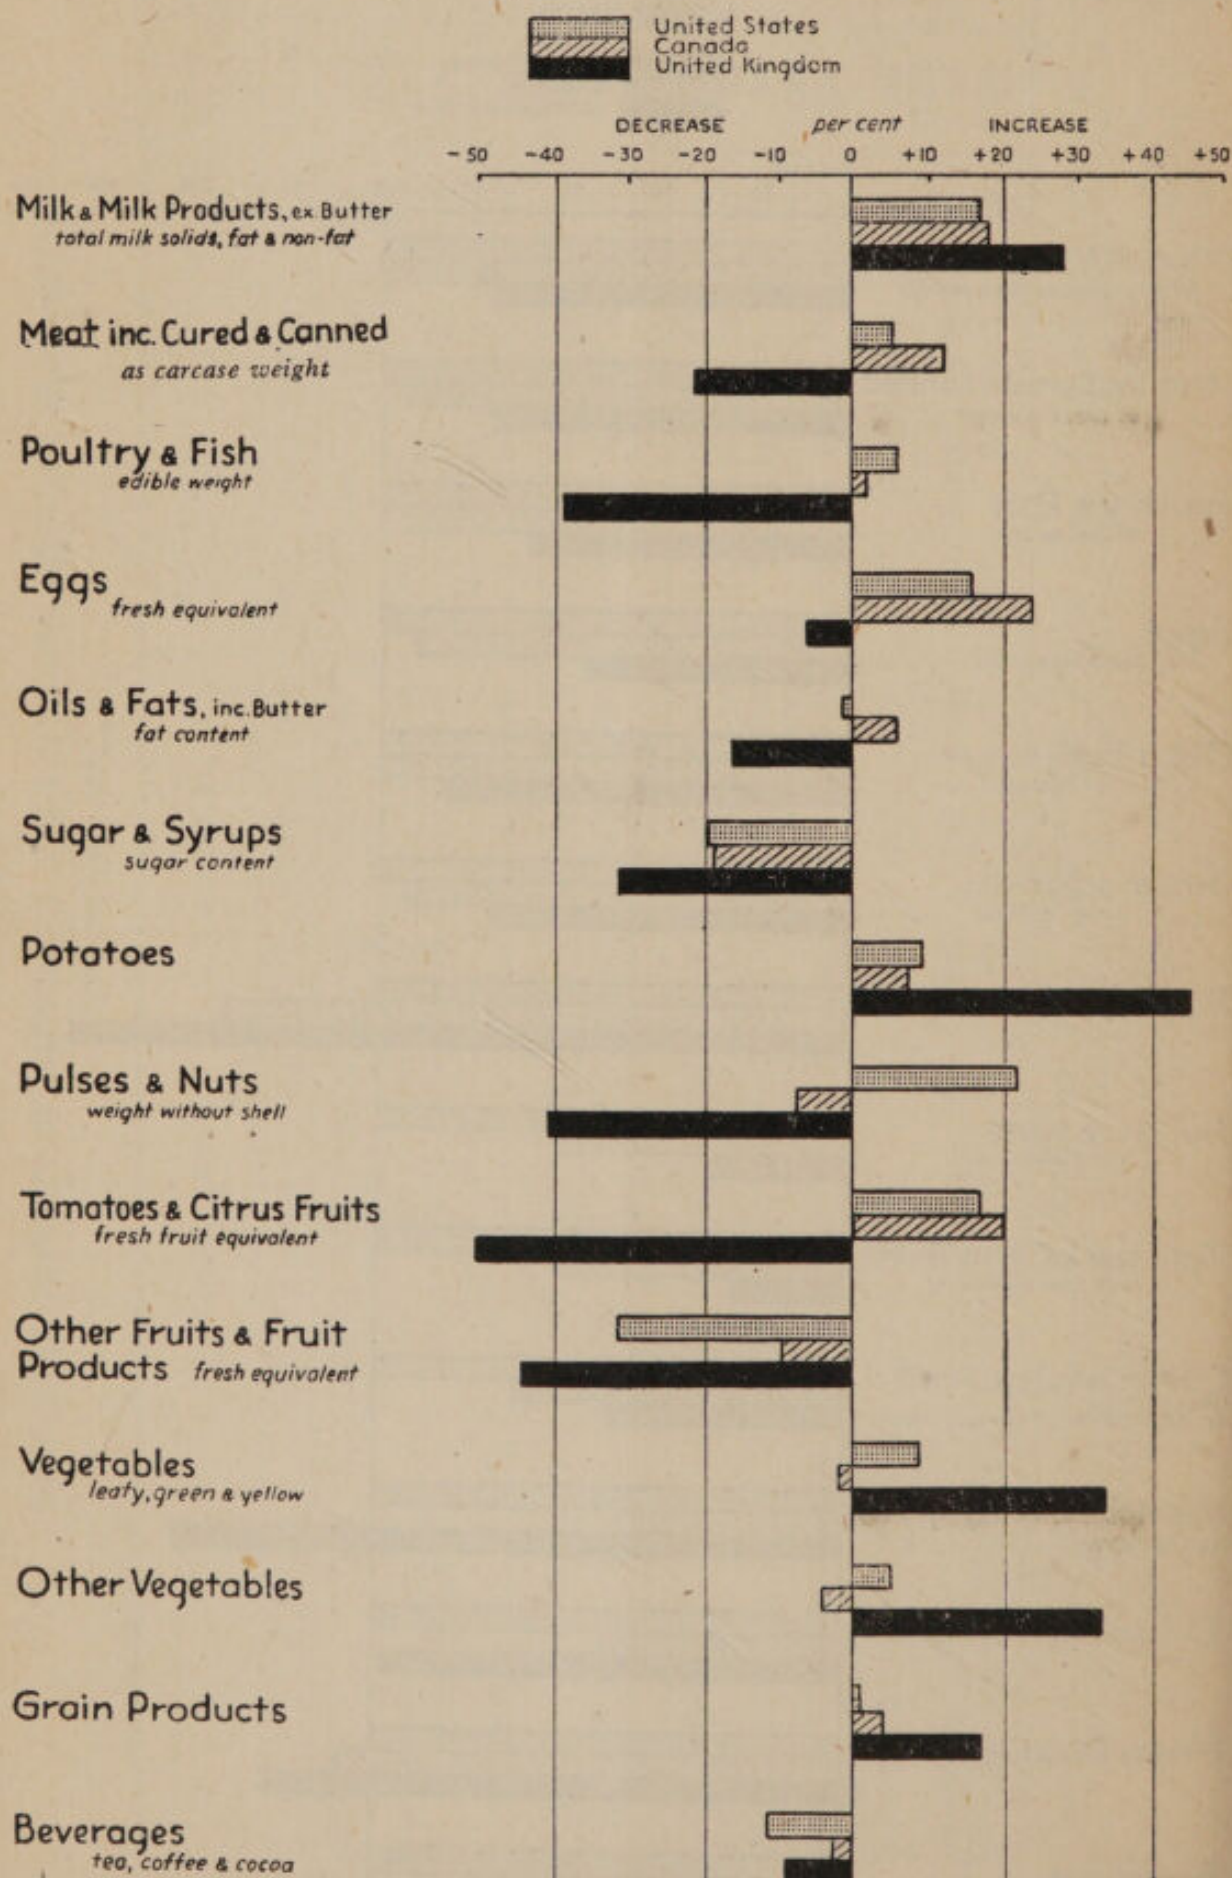 United States
Canada
United Kingdom
DECREASE per cent INCREASE
-50 -40 -30 -20 -10 0 +10 +20 +30 +40 +50
Milk & Milk Products, ex Butter
total milk solids, fat & non-fat
Meat inc. Cured & Canned
as carcase weight
Poultry & Fish
edible weight
Eggs
fresh equivalent
Oils & Fats, inc. Butter
fat content
Sugar & Syrups
sugar content
Potatoes
Pulses & Nuts
weight without shell
Tomatoes & Citrus Fruits
fresh fruit equivalent
Other Fruits & Fruit
Products fresh equivalent
Vegetables
leafy, green & yellow
Other Vegetables
Grain Products
Beverages
tea, coffee & cocoa